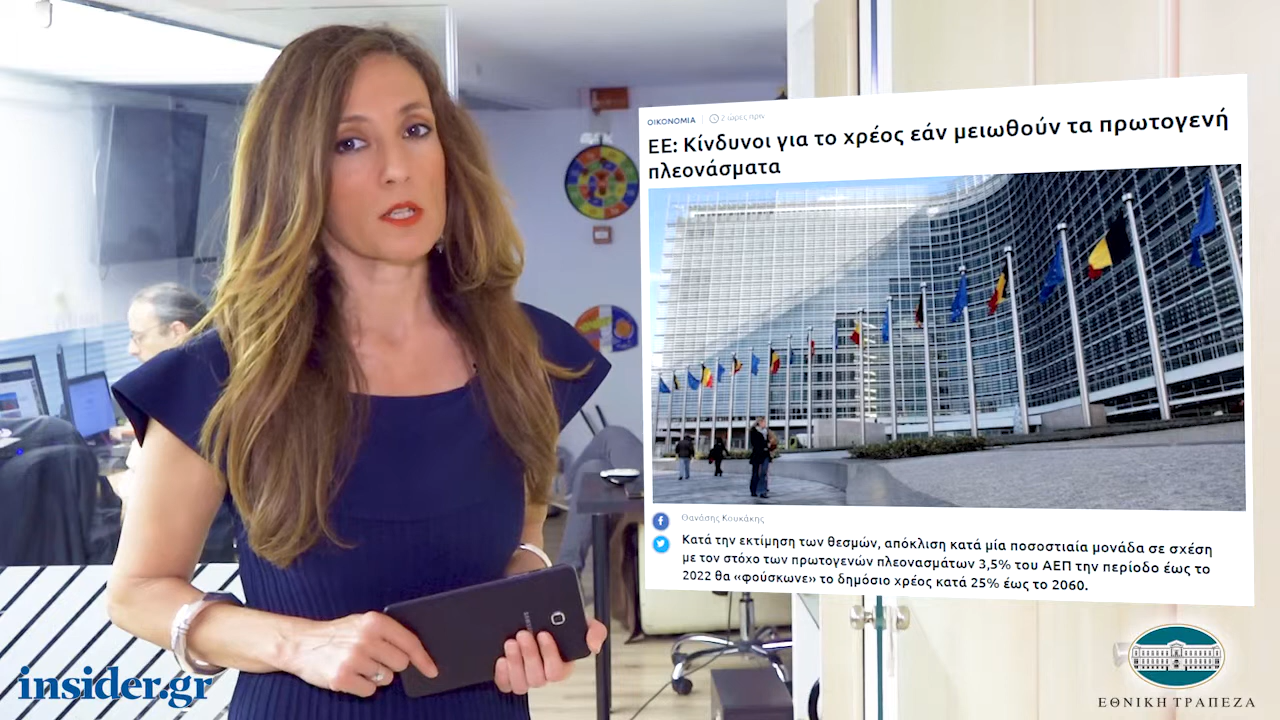 ΟΙΚΟΝΟΜΙΑ
2 ώρες πριν
ΕΕ: Κίνδυνοι για το χρέος εάν μειωθούν τα πρωτογενή
πλεονάσματα
Θανάσης Κουκάκης
Κατά την εκτίμηση των θεσμών, απόκλιση κατά μία ποσοστιαία μονάδα σε σχέση
με τον στόχο των πρωτογενών πλεονασμάτων 3,5% του ΑΕΠ την περίοδο έως το
2022 θα «φούσκωνε» το δημόσιο χρέος κατά 25% έως το 2060.
SAMSUNG
insider.gr
ΕΘΝΙΚΗ ΤΡΑΠΕΖΑ